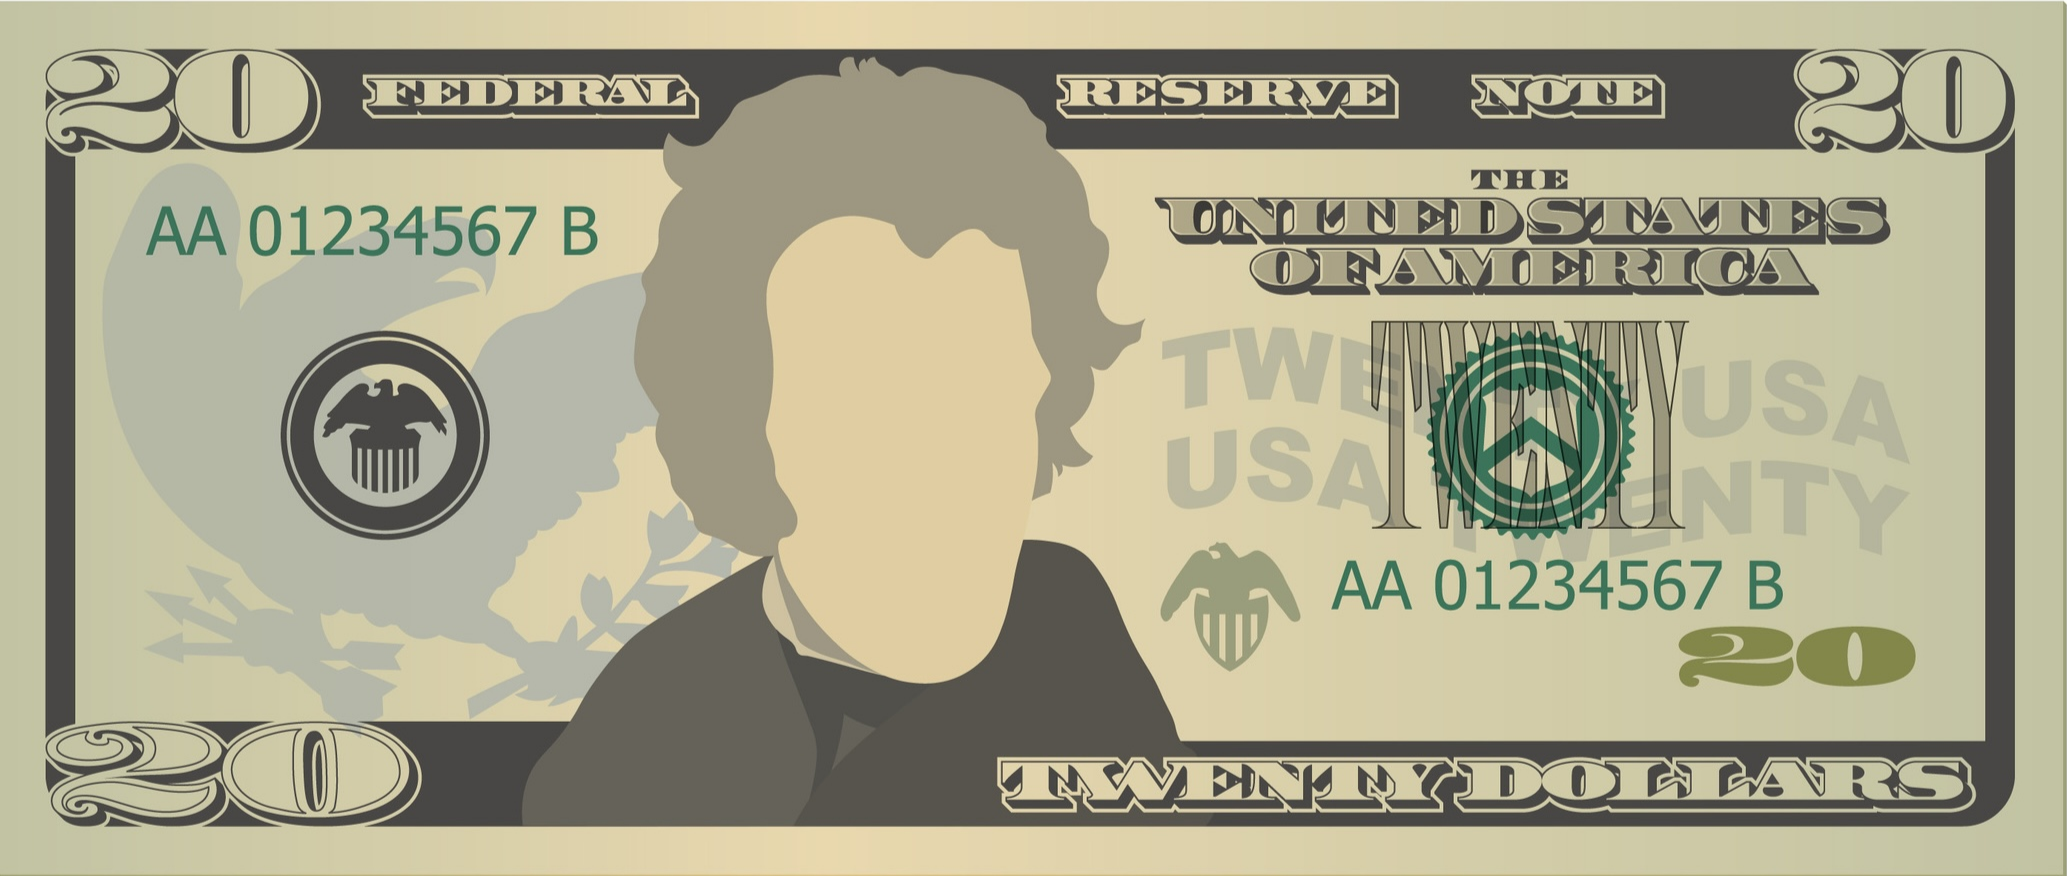 20 FEDERAL RESERVE NOTE 20
THE
UNITED STATES
OF AMERICA
AA 01234567 B
TWENTY USA
USA TWENTY
TWENTY
AA 01234567 B
20
20 TWENTY DOLLARS